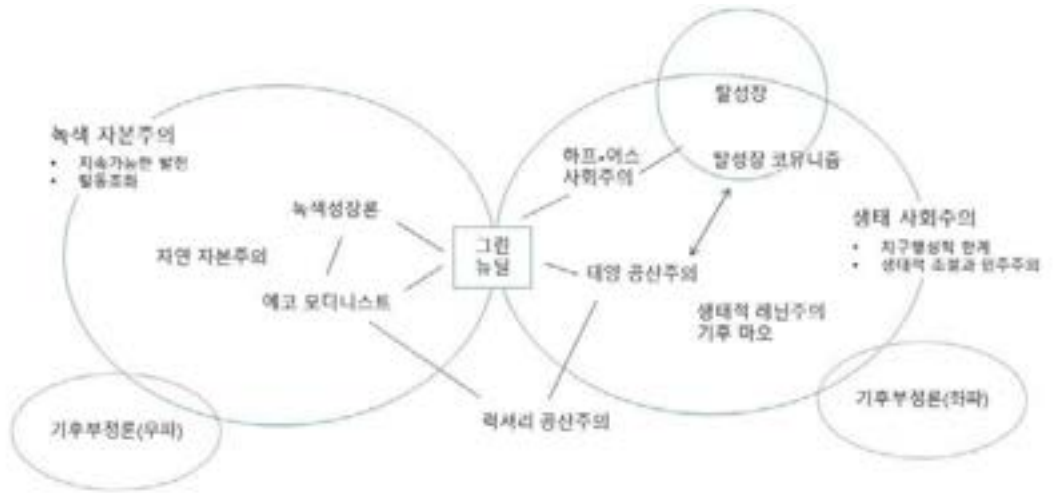 탈성장
녹색 자본주의
• 지속가능한 발전
• 탈동조화
하프-어스
사회주의
탈성장 코뮤니즘
녹색성장론
생태 사회주의
• 지구행성적 한계
• 생태적 조절과 민주주의
그린
뉴딜
자연 자본주의
에코 모더니스트
태양 공산주의
생태적 레닌주의
기후 마오
기후부정론(우파)
럭셔리 공산주의
기후부정론(좌파)